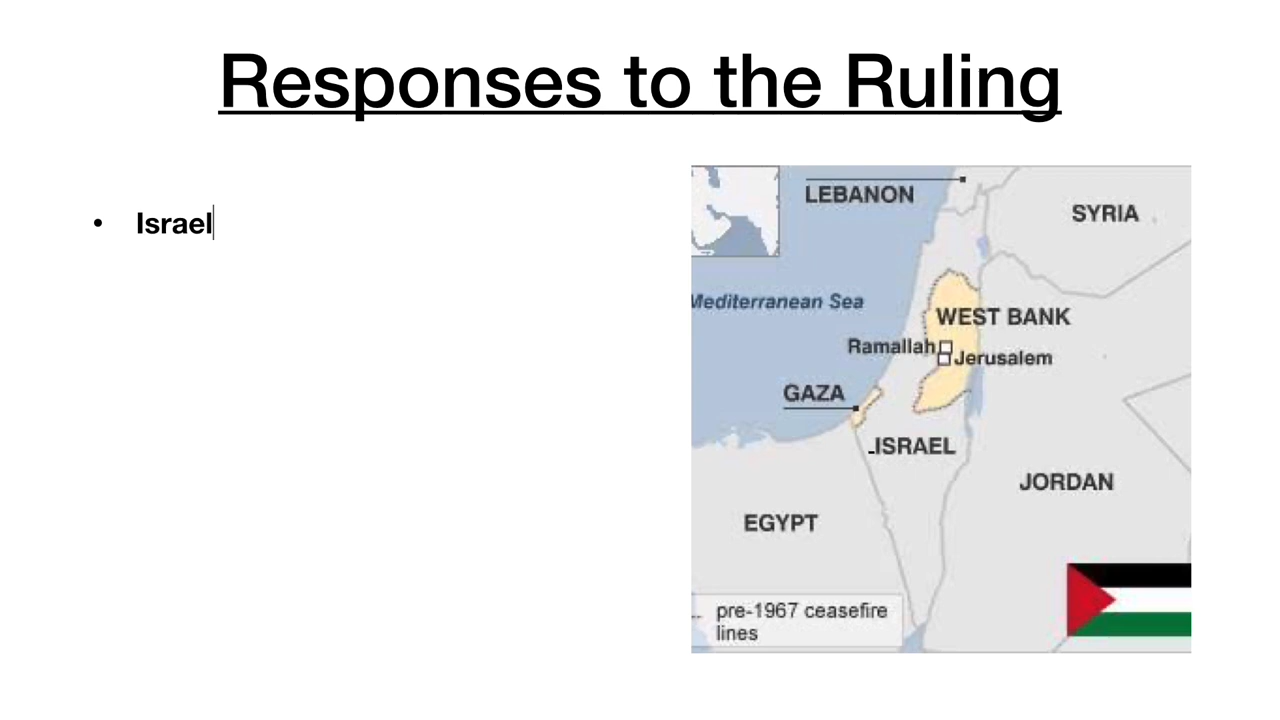 Responses to the Ruling
• Israel
LEBANON
SYRIA
Mediterranean Sea
WEST BANK
Ramallah
Jerusalem
GAZA
ISRAEL
JORDAN
EGYPT
pre-1967 ceasefire
lines